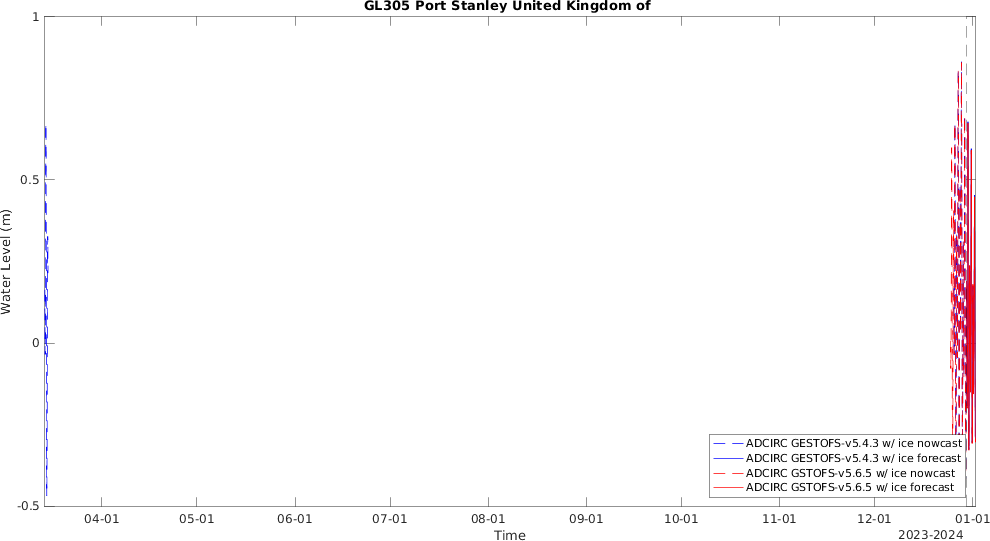 GL305 Port Stanley United Kingdom of
1
0.5
0
-0.5
Water Level (m)
04-01 05-01 06-01 07-01 08-01 09-01 10-01 11-01 12-01 01-01
Time
2023-2024
ADCIRC GESTOFS-v5.4.3 w/ ice nowcast
ADCIRC GESTOFS-v5.4.3 w/ ice forecast
ADCIRC GSTOFS-v5.6.5 w/ ice nowcast
ADCIRC GSTOFS-v5.6.5 w/ ice forecast